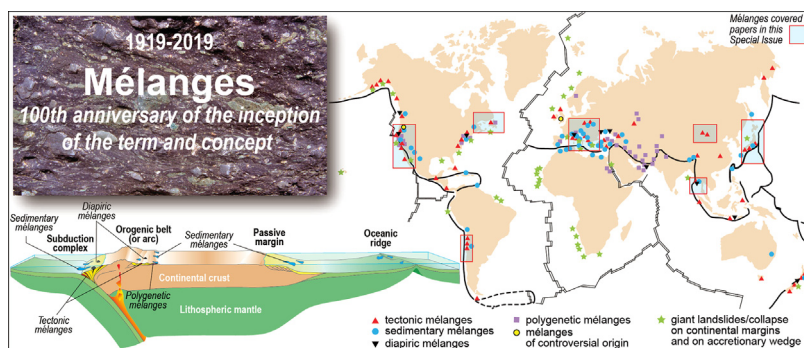 1919-2019
Mélanges
100th anniversary of the inception
of the term and concept
Mélanges covered
papers in this
Special Issue
Sedimentary
mélanges
Diapiric
mélanges
Subduction
complex
Orogenic belt
(or arc)
Sedimentary mélanges
Passive
margin
Oceanic
ridge
Continental crust
Lithospheric mantle
Tectonic
mélanges
Polygenetic
mélanges
tectonic mélanges
sedimentary mélanges
diapiric mélanges
polygenetic mélanges
mélanges
of controversial origin
giant landslides/collapse
on continental margins
and on accretionary wedge